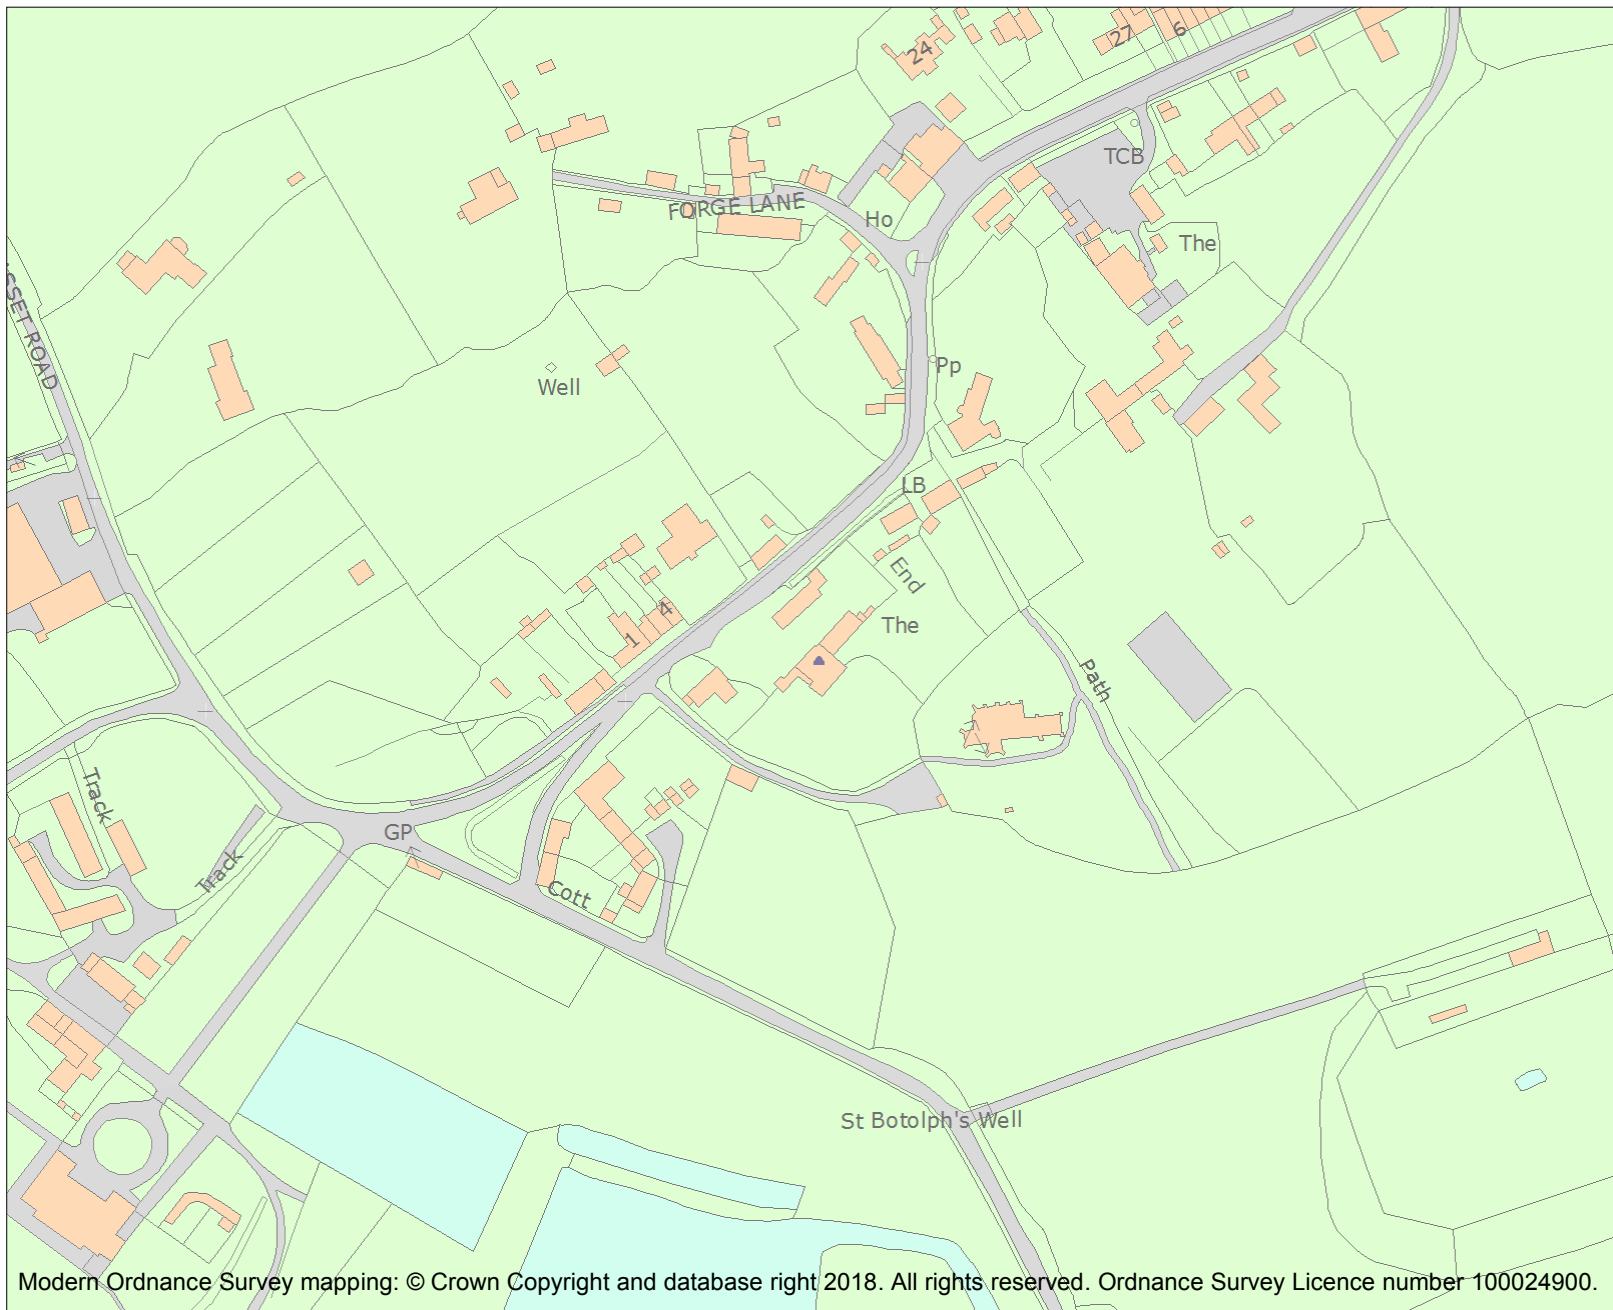 24
27
6
TCB
FORGE LANE
Ho
The
SSET ROAD
Pp
Well
LB
End
4
1
The
Path
Track
GP
Track
Cott
St Botolph's Well
Modern Ordnance Survey mapping: © Crown Copyright and database right 2018. All rights reserved. Ordnance Survey Licence number 100024900.